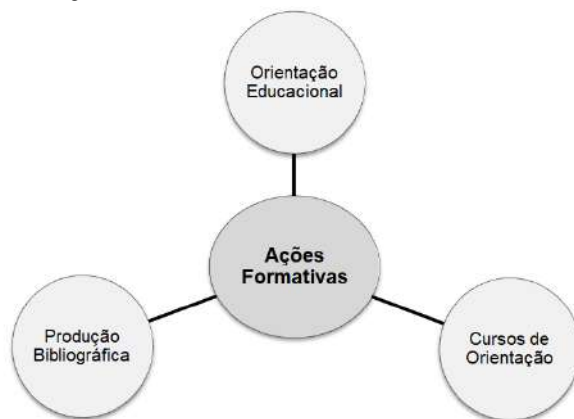 Orientação
Educacional
Ações
Formativas
Produção
Bibliográfica
Cursos de
Orientação